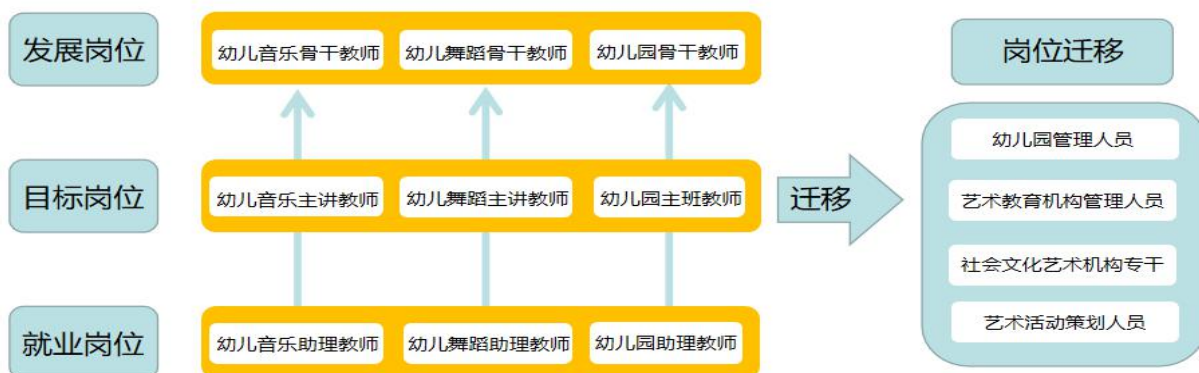 发展岗位
幼儿音乐骨干教师
幼儿舞蹈骨干教师
幼儿园骨干教师
岗位迁移
幼儿园管理人员
目标岗位
幼儿音乐主讲教师
幼儿舞蹈主讲教师
幼儿园主班教师
迁移
艺术教育机构管理人员
社会文化艺术机构专干
艺术活动策划人员
就业岗位
幼儿音乐助理教师
幼儿舞蹈助理教师
幼儿园助理教师